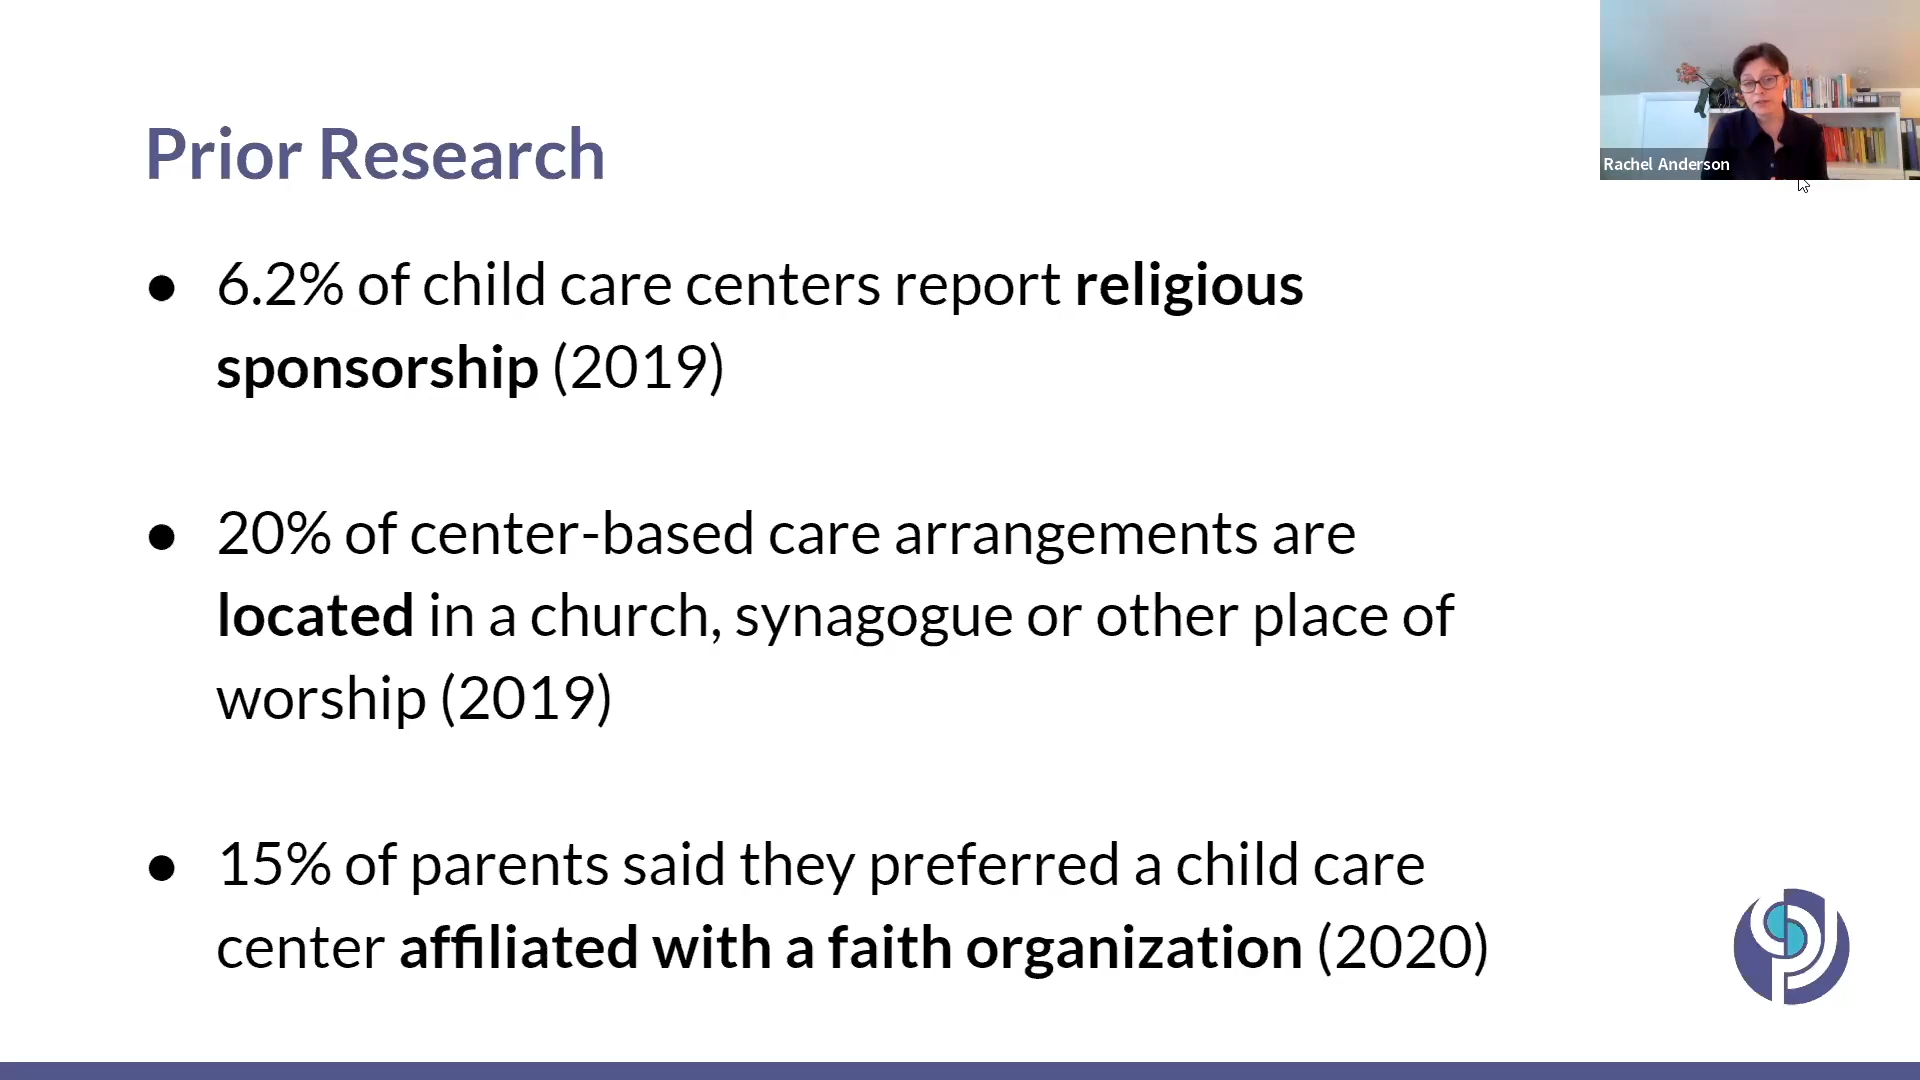 Prior Research
● 6.2% of child care centers report religious
sponsorship (2019)
● 20% of center-based care arrangements are
located in a church, synagogue or other place of
worship (2019)
● 15% of parents said they preferred a child care
center affiliated with a faith organization (2020)
Rachel Anderson